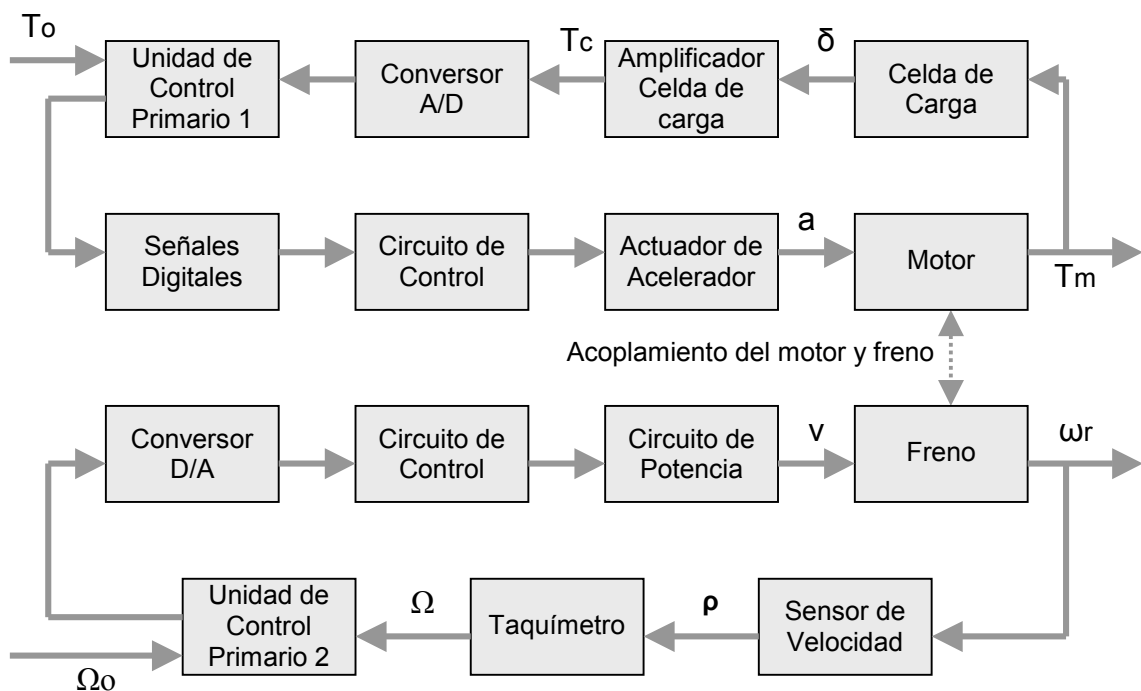 To
Unidad de
Control
Primario 1
Conversor
A/D
Tc
Amplificador
Celda de
carga
δ
Celda de
Carga
Señales
Digitales
Circuito de
Control
Actuador de
Acelerador
a
Motor
Tm
Acoplamiento del motor y freno
Conversor
D/A
Circuito de
Control
Circuito de
Potencia
v
Freno
ωr
Unidad de
Control
Primario 2
Ω
Taquímetro
ρ
Sensor de
Velocidad
Ωo